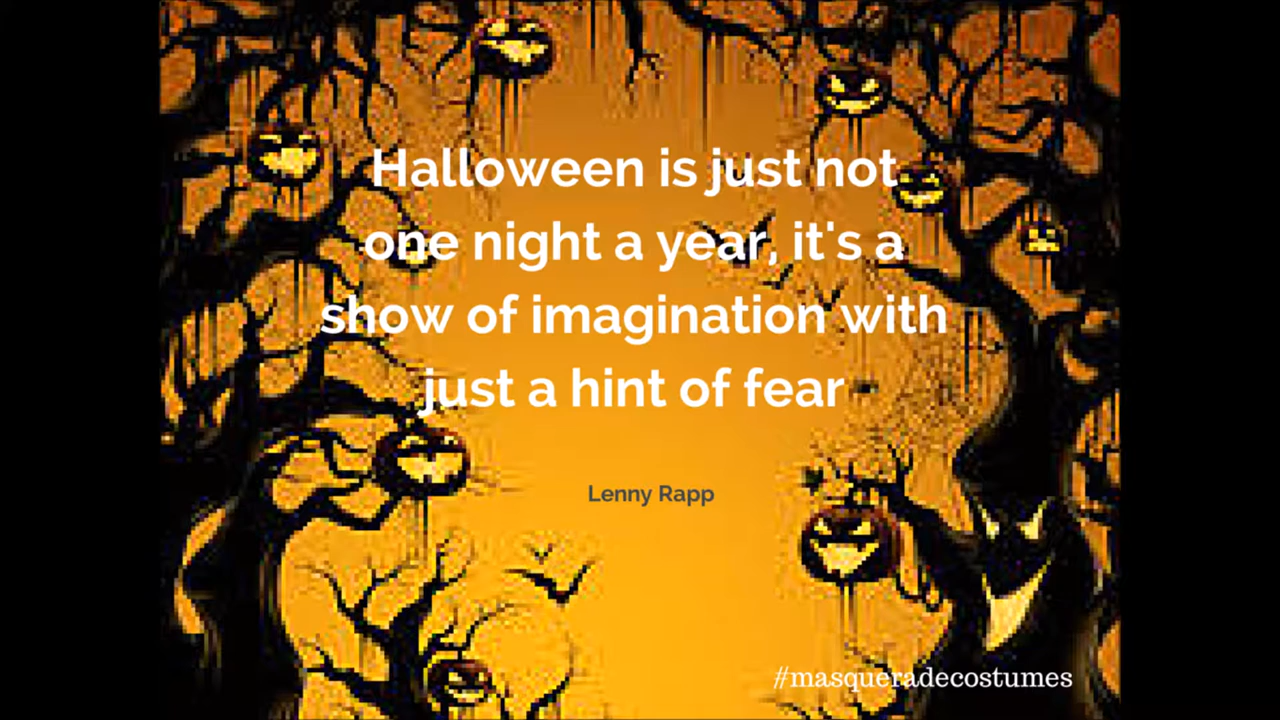 Halloween is just not
one night a year, it's a
show of imagination with
just a hint of fear
Lenny Rapp
#masqueradecostumes